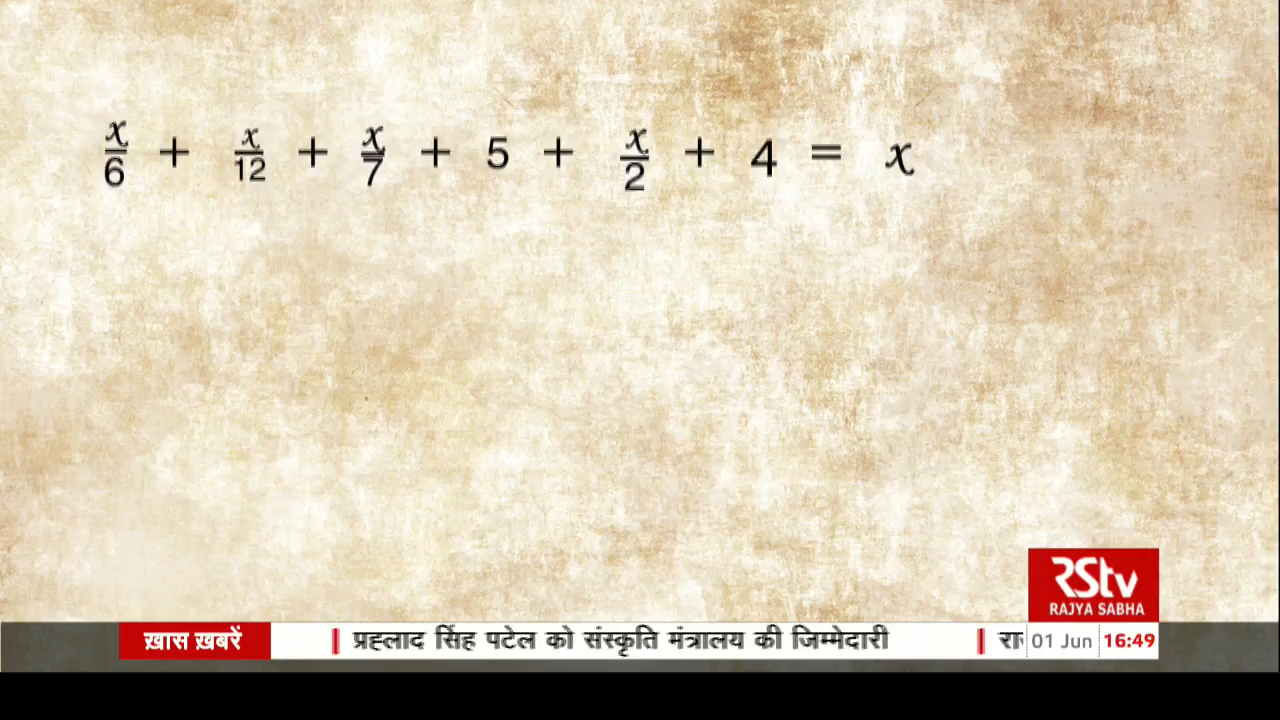 x/6 + x/12 + x/7 + 5 + x/2 + 4 = x
RSTV
RAJYA SABHA
ख़ास ख़बरें | प्रह्लाद सिंह पटेल को संस्कृति मंत्रालय की जिम्मेदारी | 01 Jun 16:49